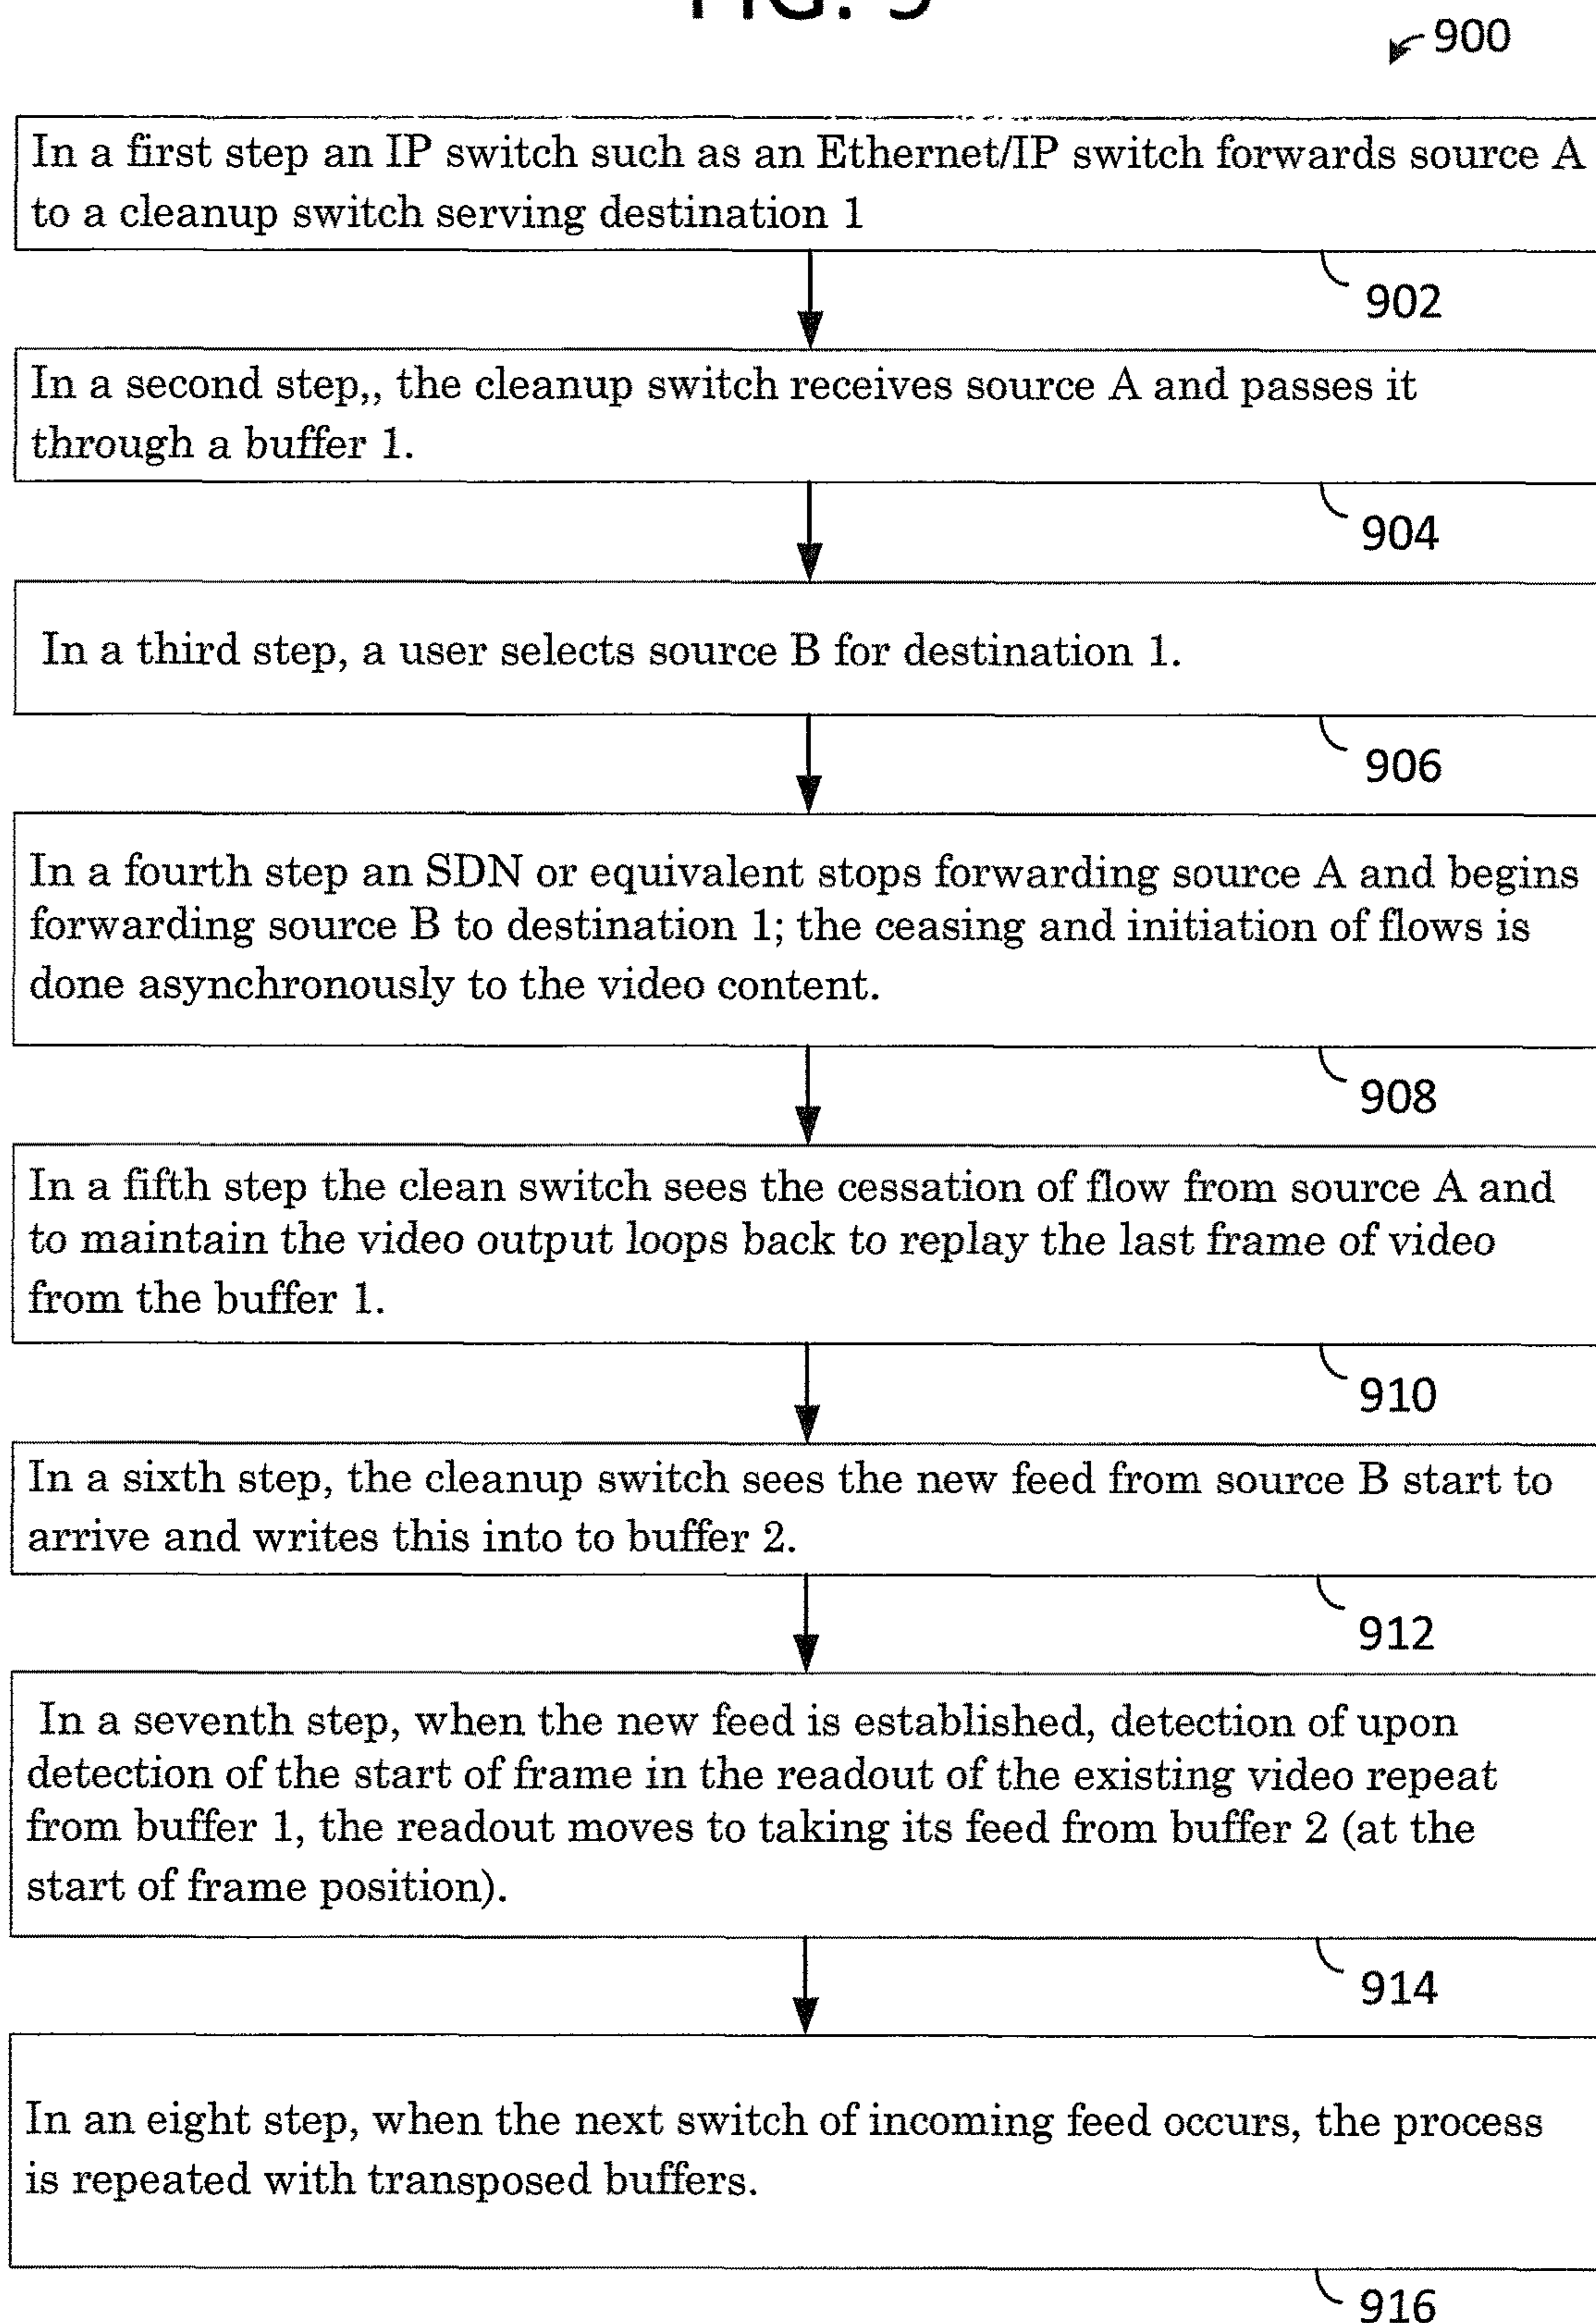 FIG. 9
900
In a first step an IP switch such as an Ethernet/IP switch forwards source A
to a cleanup switch serving destination 1
902
In a second step,, the cleanup switch receives source A and passes it
through a buffer 1.
904
In a third step, a user selects source B for destination 1.
906
In a fourth step an SDN or equivalent stops forwarding source A and begins
forwarding source B to destination 1; the ceasing and initiation of flows is
done asynchronously to the video content.
908
In a fifth step the clean switch sees the cessation of flow from source A and
to maintain the video output loops back to replay the last frame of video
from the buffer 1.
910
In a sixth step, the cleanup switch sees the new feed from source B start to
arrive and writes this into to buffer 2.
912
In a seventh step, when the new feed is established, detection of upon
detection of the start of frame in the readout of the existing video repeat
from buffer 1, the readout moves to taking its feed from buffer 2 (at the
start of frame position).
914
In an eight step, when the next switch of incoming feed occurs, the process
is repeated with transposed buffers.
916